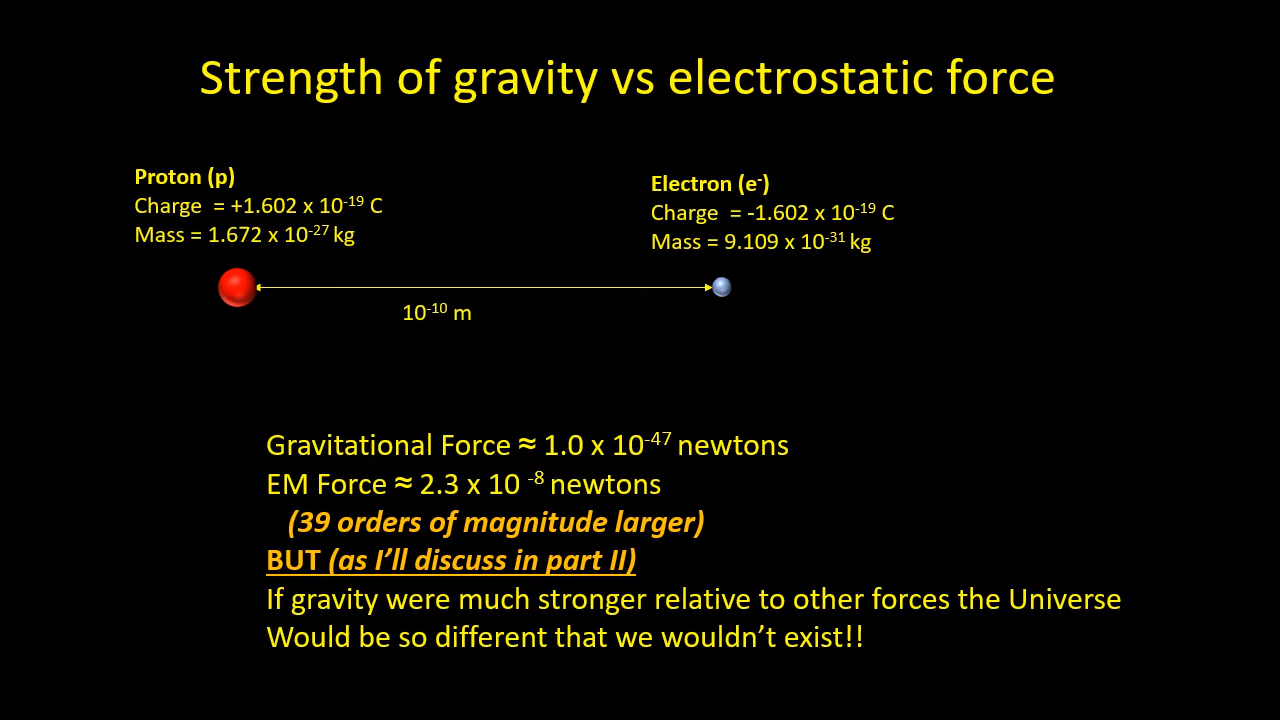 Strength of gravity vs electrostatic force
Proton (p)
Charge = +1.602 x 10⁻¹⁹ C
Mass = 1.672 x 10⁻²⁷ kg
Electron (e⁻)
Charge = -1.602 x 10⁻¹⁹ C
Mass = 9.109 x 10⁻³¹ kg
10⁻¹⁰ m
Gravitational Force ≈ 1.0 x 10⁻⁴⁷ newtons
EM Force ≈ 2.3 x 10 ⁻⁸ newtons
(39 orders of magnitude larger)
BUT (as I’ll discuss in part II)
If gravity were much stronger relative to other forces the Universe
Would be so different that we wouldn’t exist!!